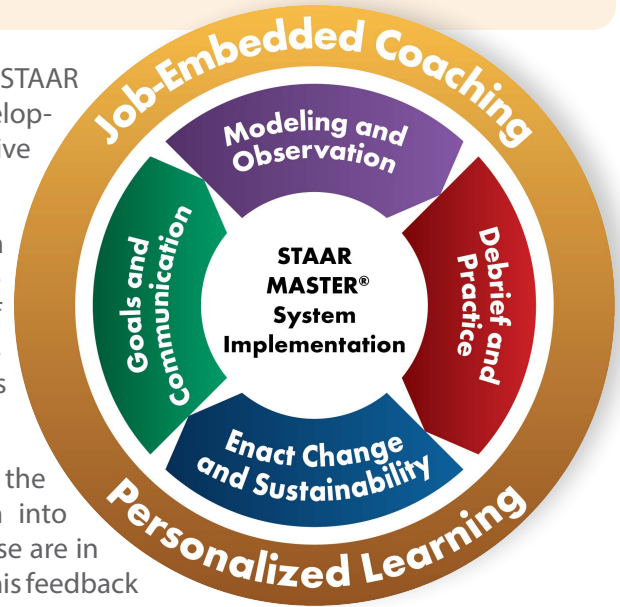 STAAR
elop-
ive
s
the
into
se are in
his feedback
Job-Embedded Coaching
Modeling and
Observation
Debrief and
Practice
Enact Change
and Sustainability
Goals and
Communication
STAAR
MASTER®
System
Implementation
Personalized Learning